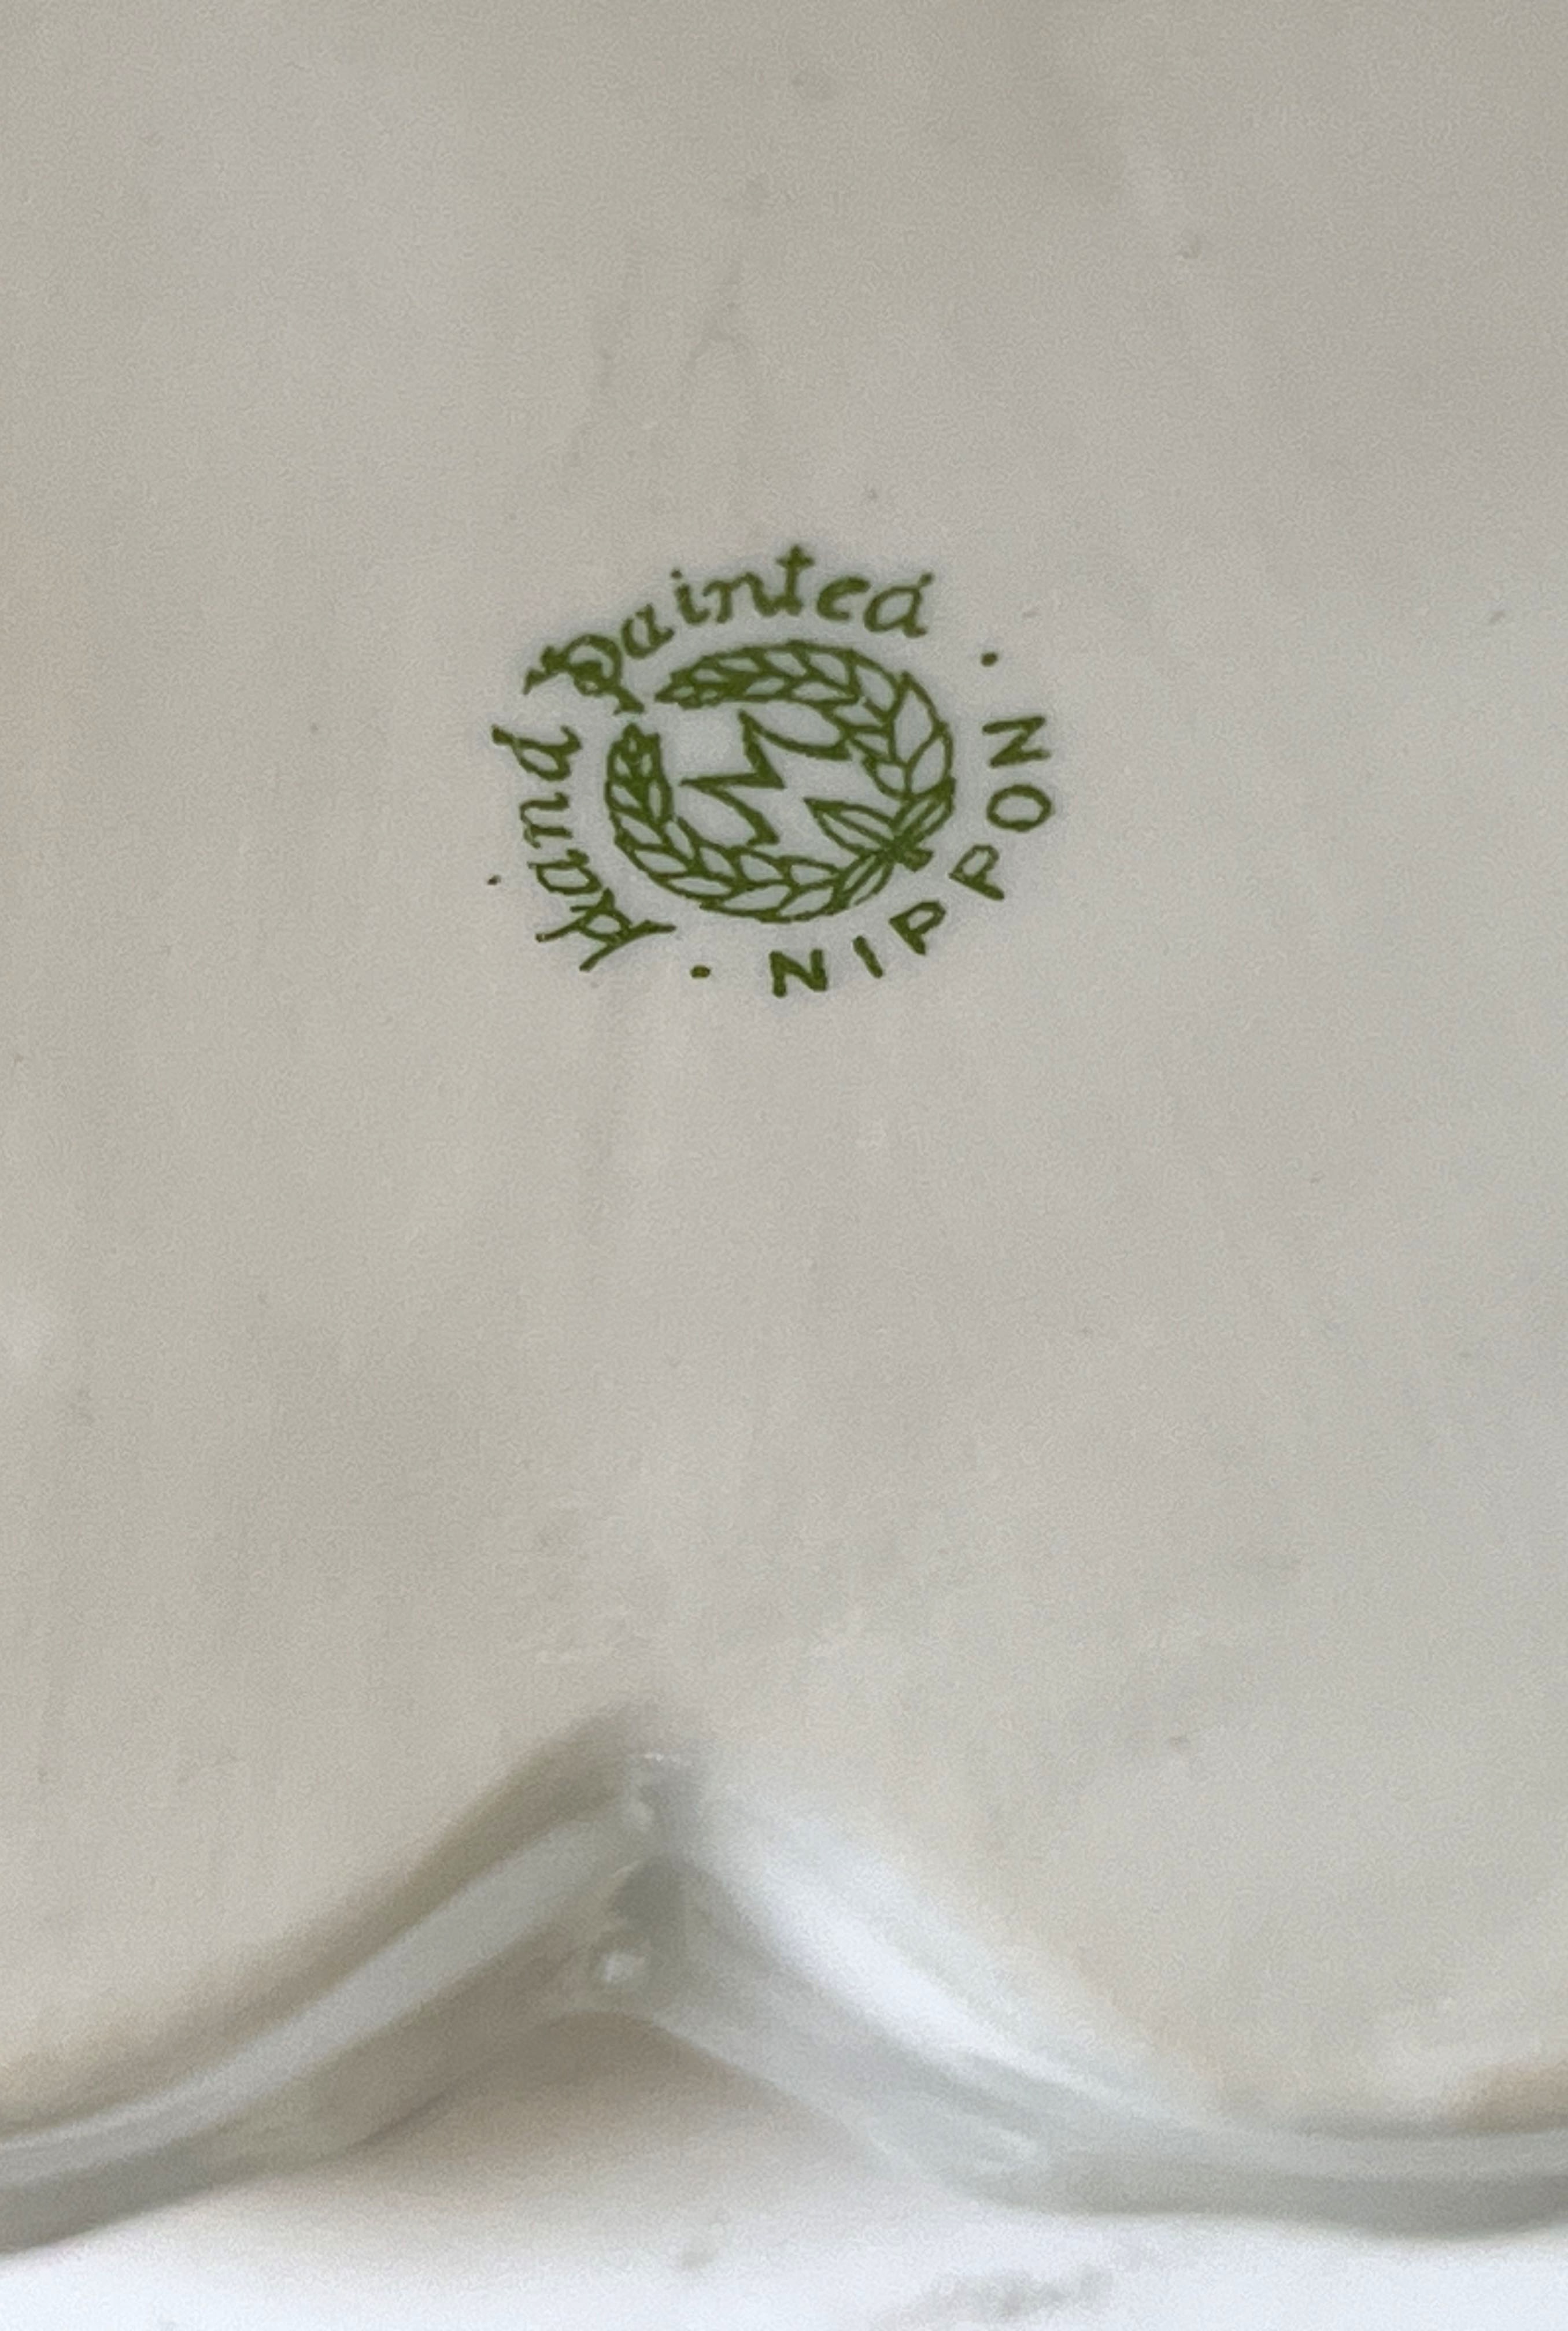 Hand Painted
M
· NIPPON ·